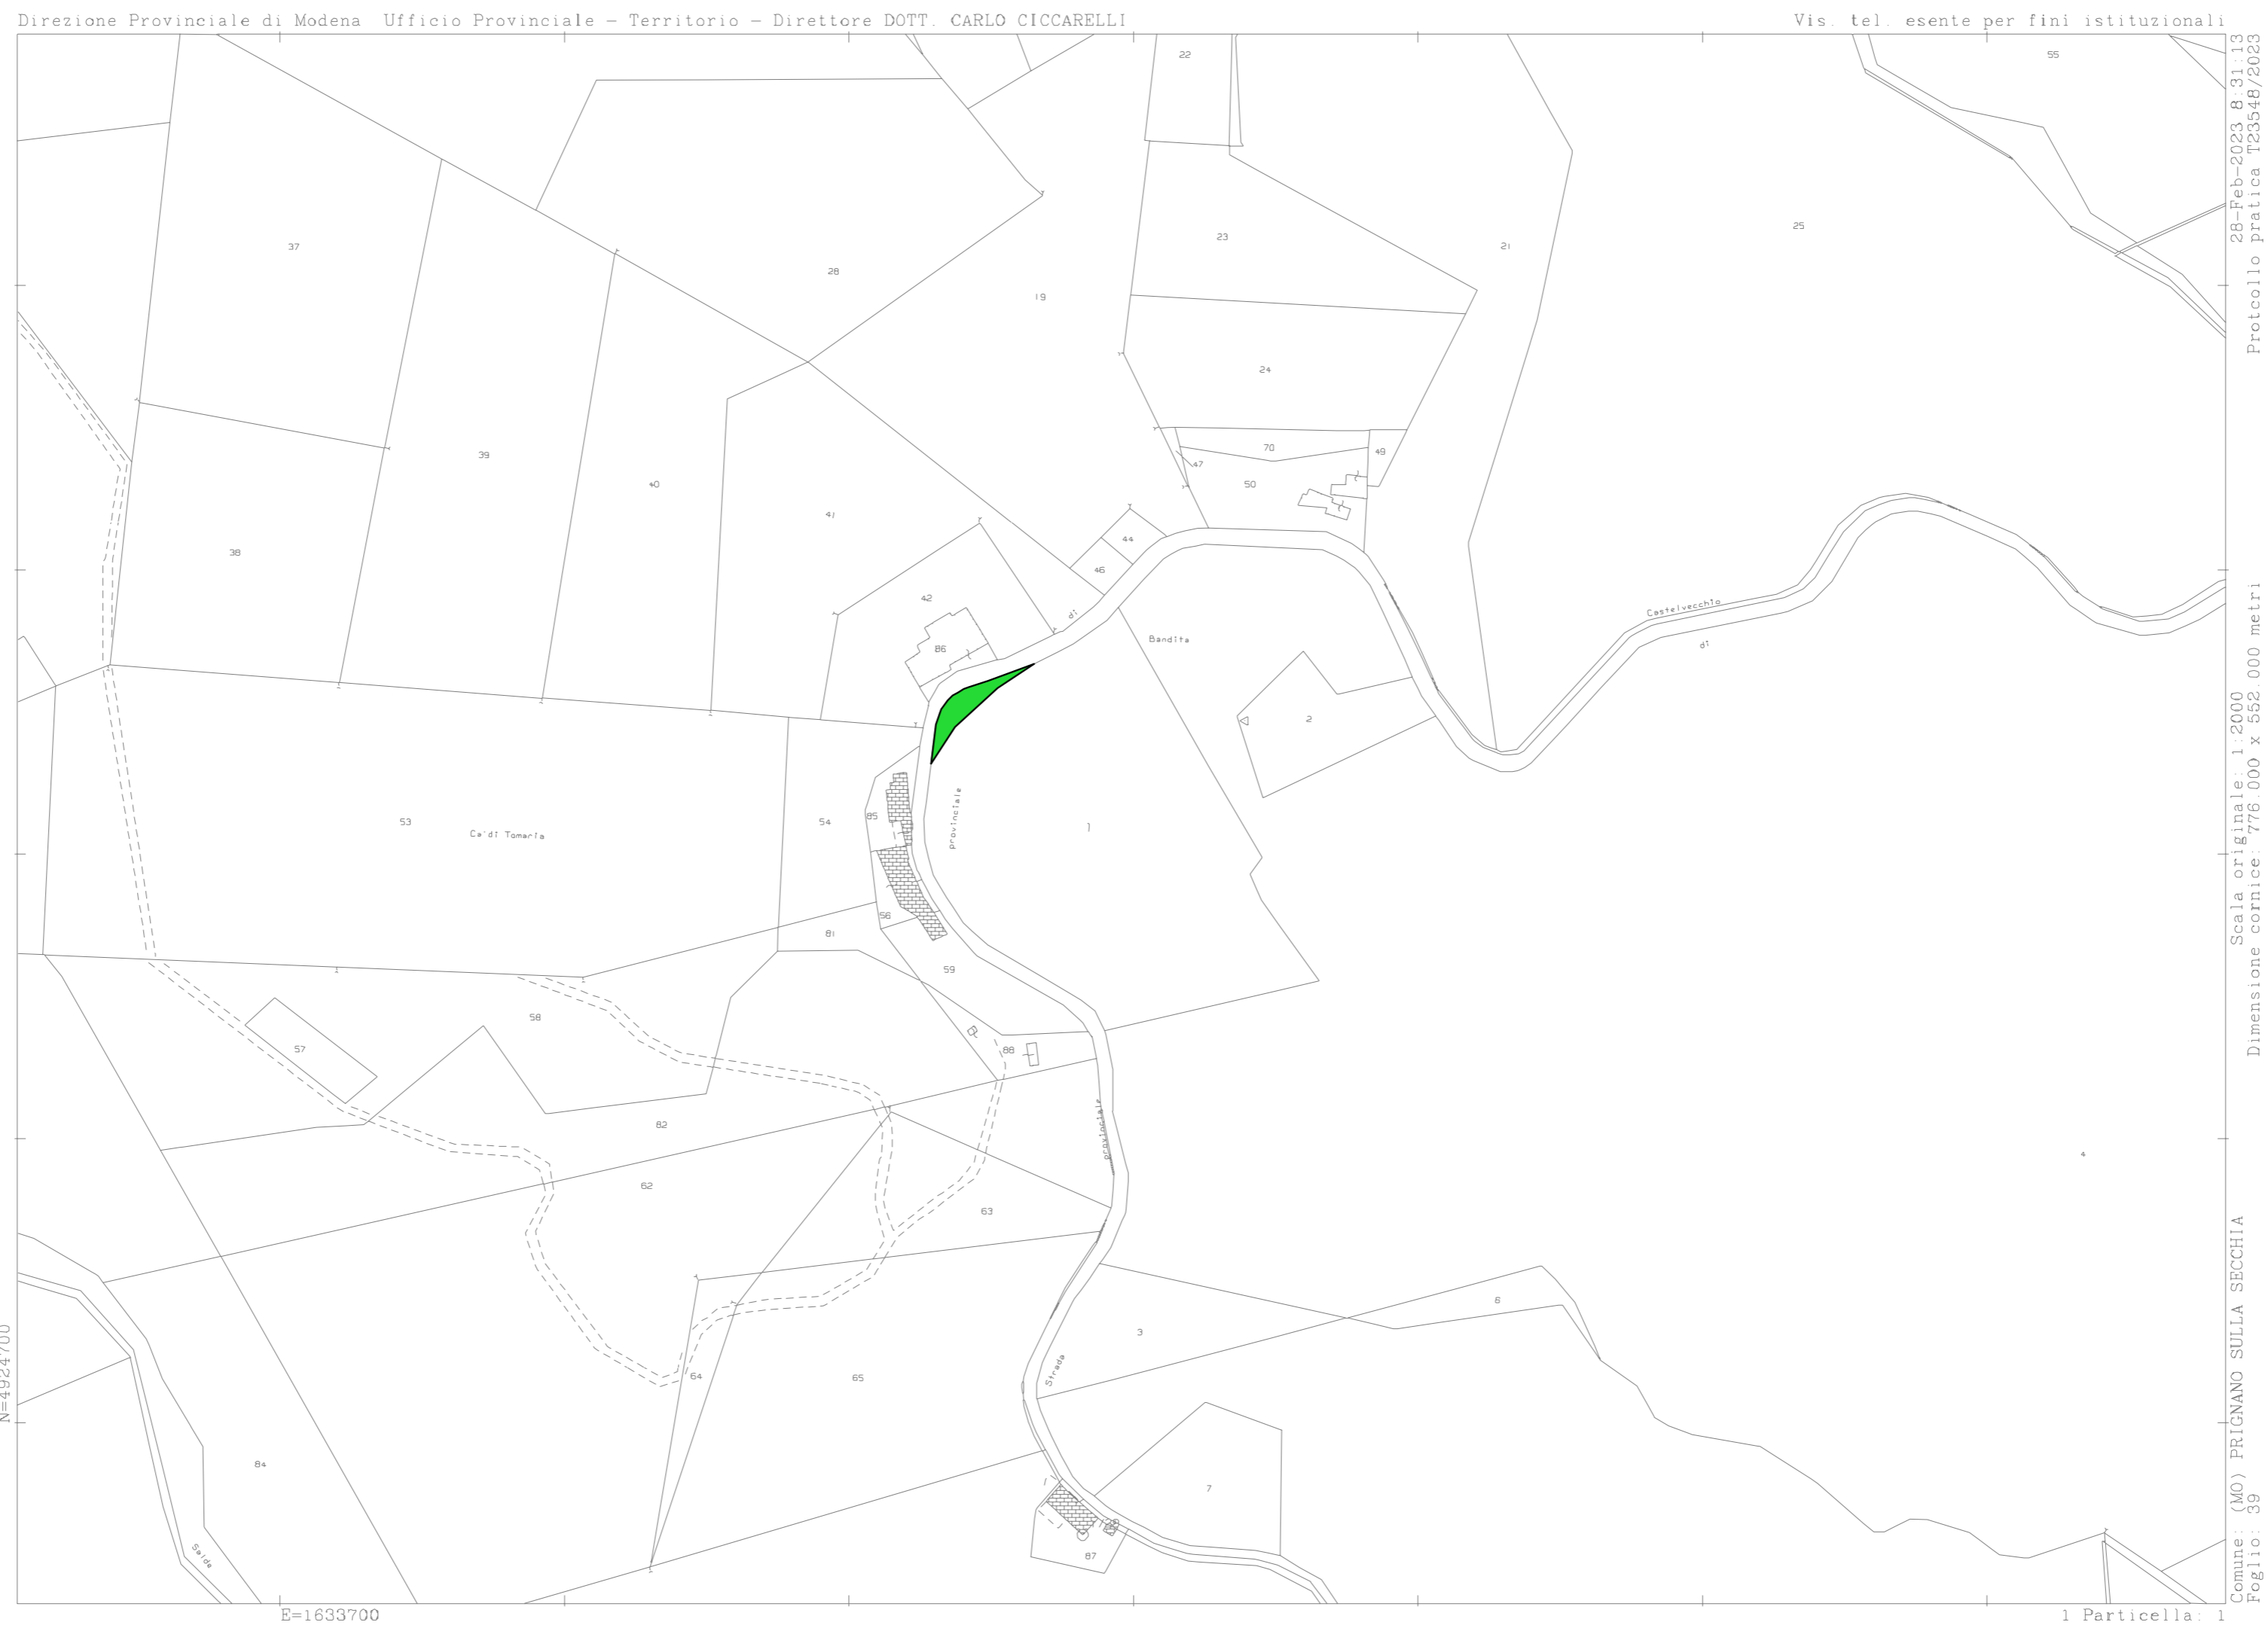 Direzione Provinciale di Modena Ufficio Provinciale - Territorio - Direttore DOTT. CARLO CICCARELLI
Vis. tel. esente per fini istituzionali
28-Feb-2023 8:31:13
Protocollo pratica T23548/2023
Scala originale: 1:2000
Dimensione cornice: 776.000 x 552.000 metri
Comune: (MO) PRIGNANO SULLA SECCHIA
Foglio: 39
1 Particella: 1
E=1633700
N=4924700
22
55
37
28
19
23
21
25
24
39
40
41
70
49
47
50
38
44
46
42
86
di
Castelvecchio
di
Bandita
2
53
Ca'di Tomaria
54
85
provinciale
1
56
81
59
58
57
88
82
provinciale
62
63
4
64
65
3
6
Strada
84
7
87
Salde